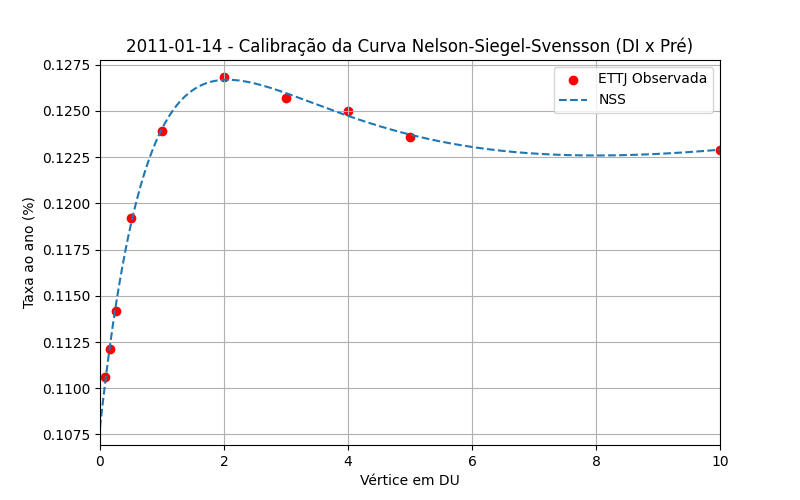 2011-01-14 - Calibração da Curva Nelson-Siegel-Svensson (DI x Pré)
ETTJ Observada
NSS
Taxa ao ano (%)
0.1275
0.1250
0.1225
0.1200
0.1175
0.1150
0.1125
0.1100
0.1075
0 2 4 6 8 10
Vértice em DU